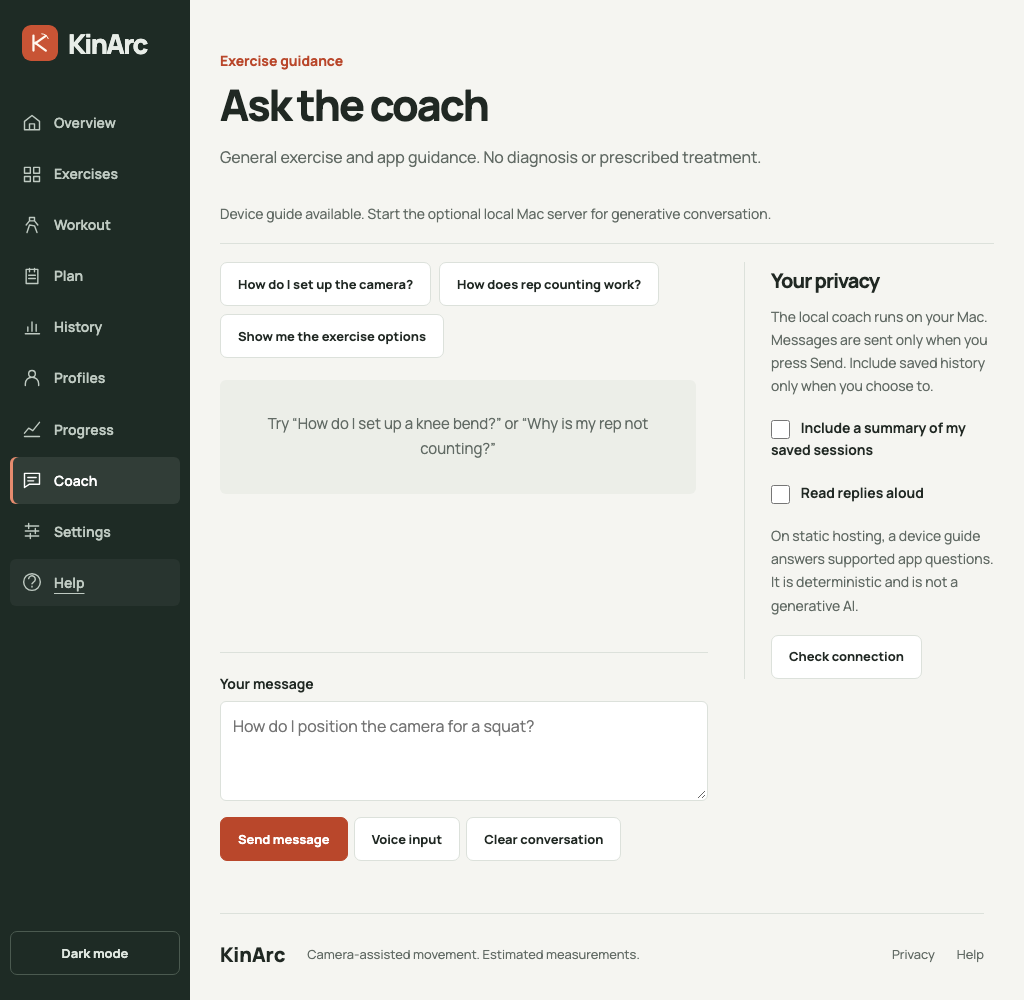 KinArc
Overview
Exercises
Workout
Plan
History
Profiles
Progress
Coach
Settings
Help
Dark mode
Exercise guidance
Ask the coach
General exercise and app guidance. No diagnosis or prescribed treatment.
Device guide available. Start the optional local Mac server for generative conversation.
How do I set up the camera?
How does rep counting work?
Show me the exercise options
Try “How do I set up a knee bend?” or “Why is my rep not
counting?”
Your message
How do I position the camera for a squat?
Send message
Voice input
Clear conversation
Your privacy
The local coach runs on your Mac.
Messages are sent only when you
press Send. Include saved history
only when you choose to.
Include a summary of my
saved sessions
Read replies aloud
On static hosting, a device guide
answers supported app questions.
It is deterministic and is not a
generative AI.
Check connection
KinArc
Camera-assisted movement. Estimated measurements.
Privacy
Help